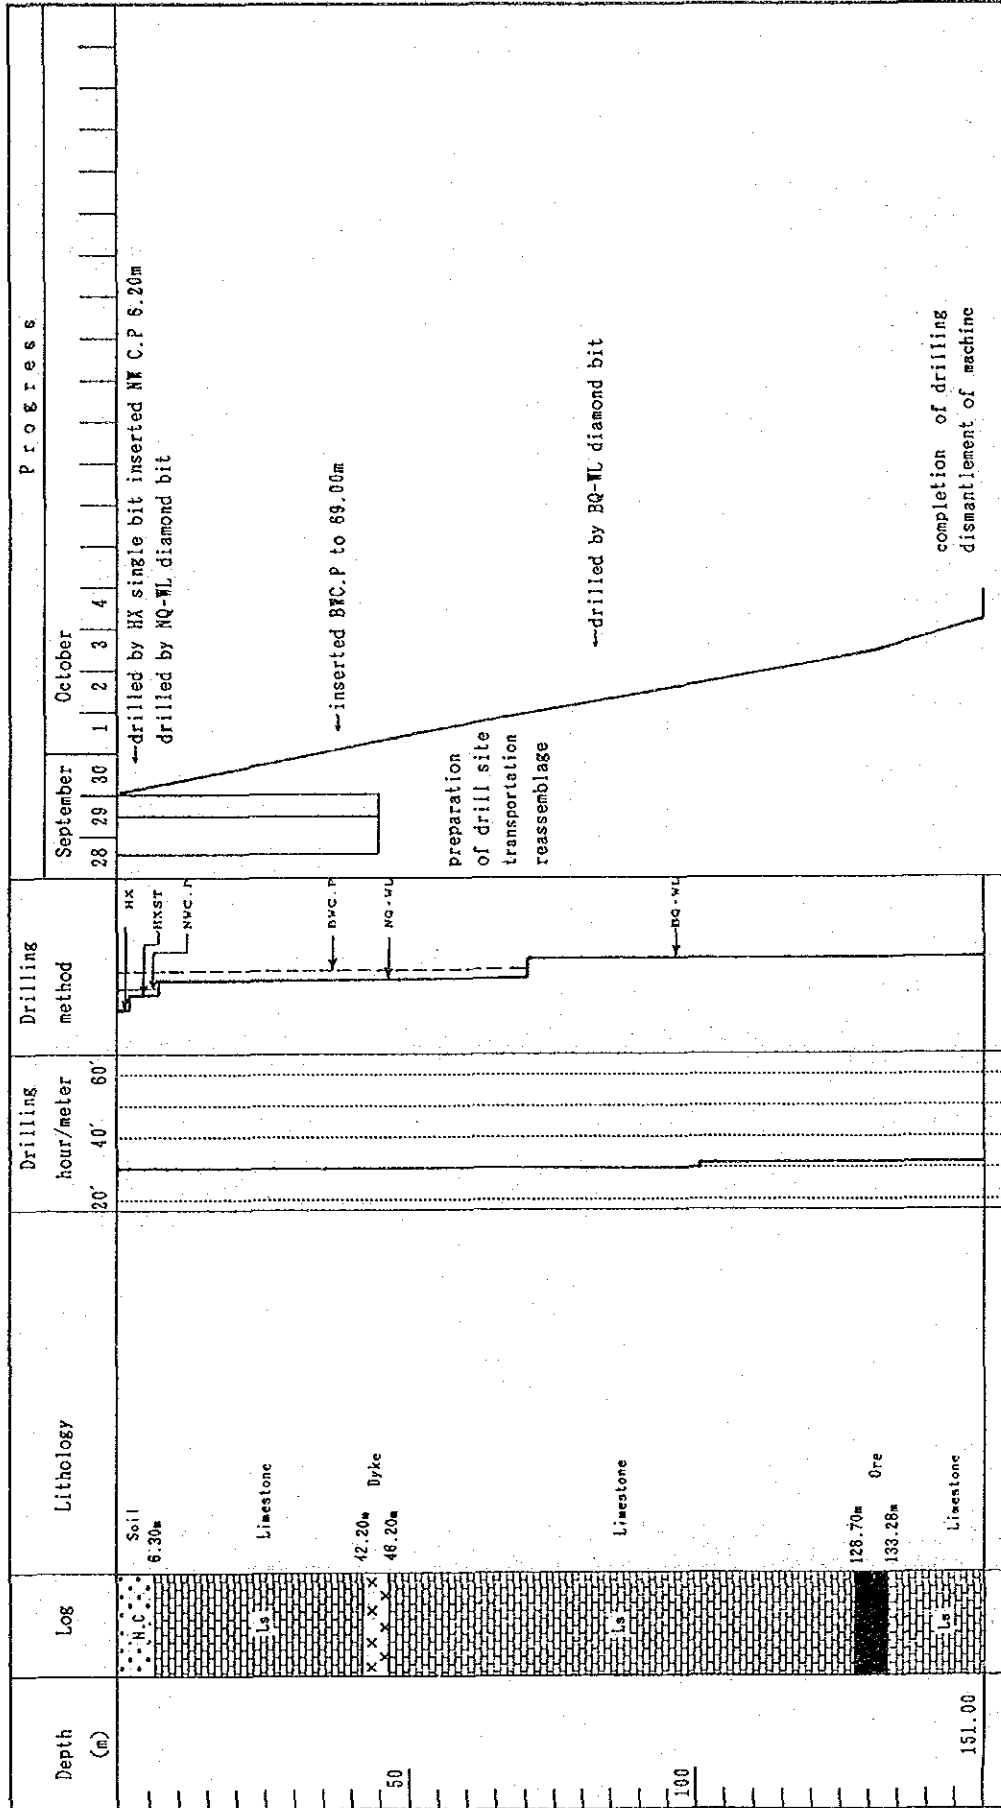 Depth
(m)
Log
Lithology
Drilling
hour/meter
20' 40' 60'
Drilling
method
Progress
September October
28 29 30 1 2 3 4
N.C
Soil
6.30m
Ls
Limestone
42.20m
Dyke
46.20m
50
Ls
Limestone
100
128.70m
Ore
133.28m
Ls
Limestone
151.00
HX
HXST
NWC.P
BWC.P
NQ-WL
BQ-WL
←drilled by HX single bit inserted NW C.P 6.20m
drilled by NQ-WL diamond bit
←inserted BWC.P to 69.00m
preparation
of drill site
transportation
reassemblage
←drilled by BQ-WL diamond bit
completion of drilling
dismantlement of machine